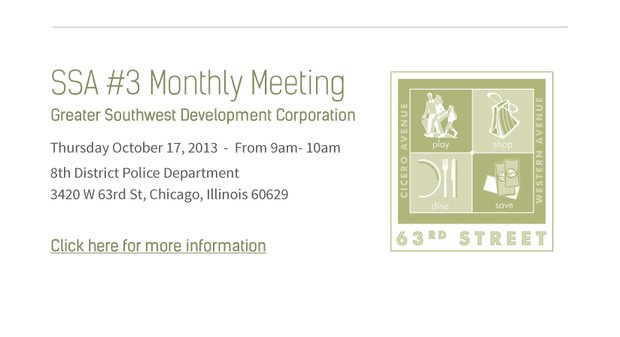 SSA #3 Monthly Meeting
Greater Southwest Development Corporation
Thursday October 17, 2013 - From 9am- 10am
8th District Police Department
3420 W 63rd St, Chicago, Illinois 60629
Click here for more information
CICERO AVENUE
play
shop
WESTERN AVENUE
dine
save
63RD STREET